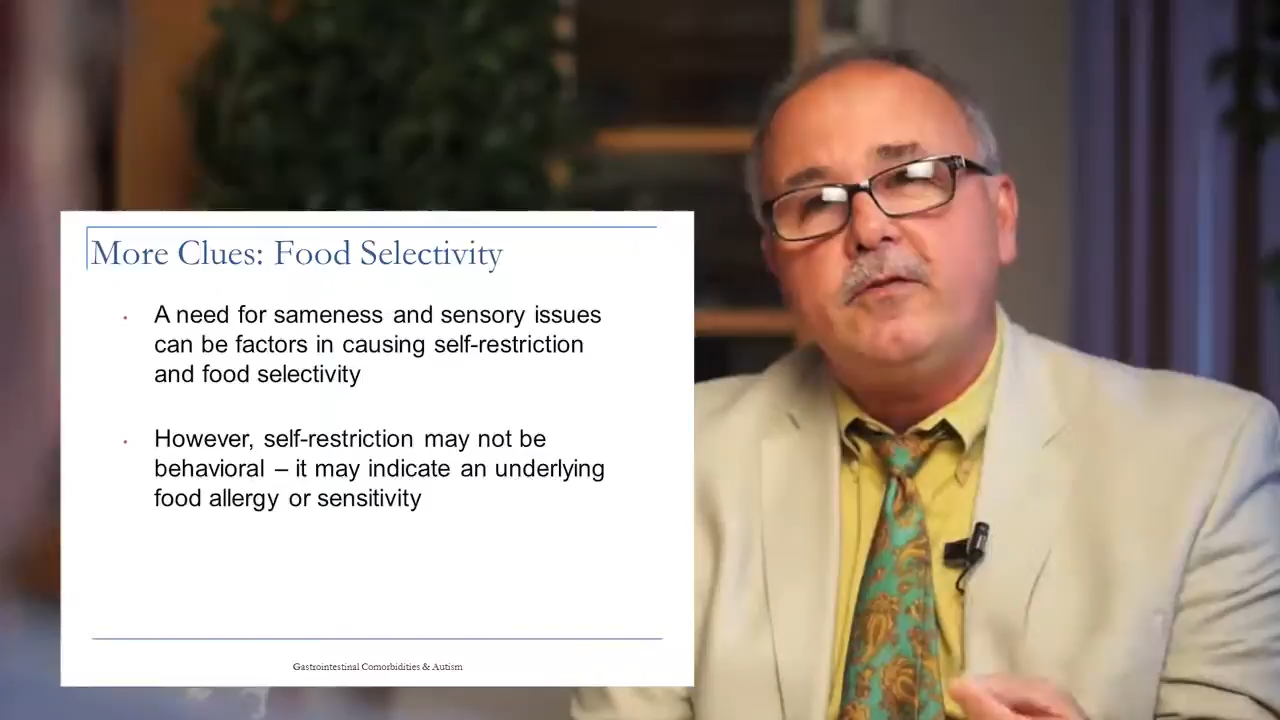 More Clues: Food Selectivity
A need for sameness and sensory issues
can be factors in causing self-restriction
and food selectivity
However, self-restriction may not be
behavioral – it may indicate an underlying
food allergy or sensitivity
Gastrointestinal Comorbidities & Autism